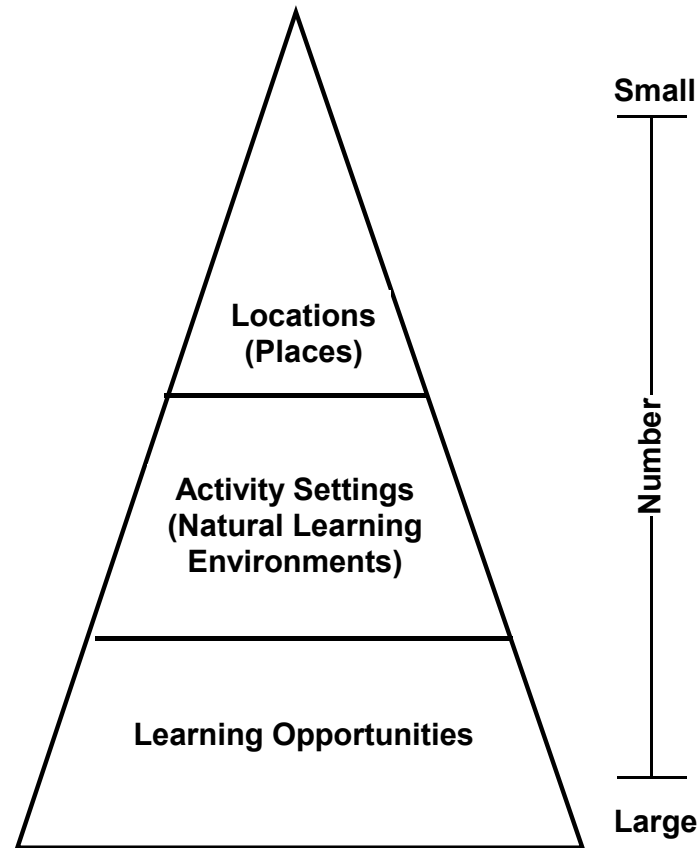 Small
Locations
(Places)
Number
Activity Settings
(Natural Learning
Environments)
Learning Opportunities
Large